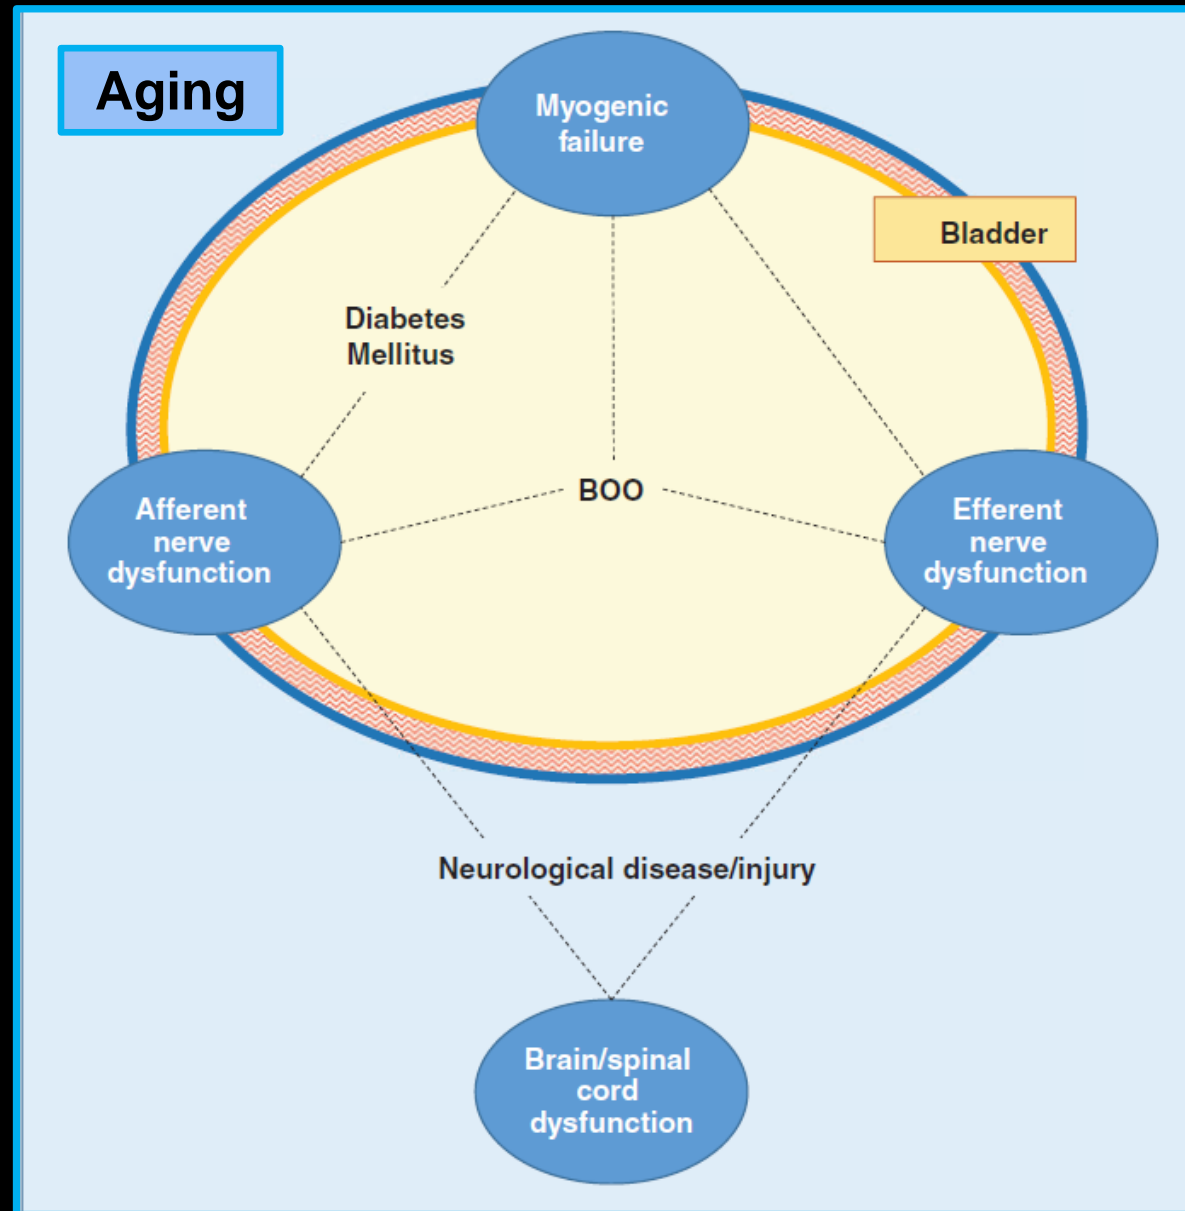 Aging
Myogenic
failure
Bladder
Diabetes
Mellitus
BOO
Afferent
nerve
dysfunction
Efferent
nerve
dysfunction
Neurological disease/injury
Brain/spinal
cord
dysfunction